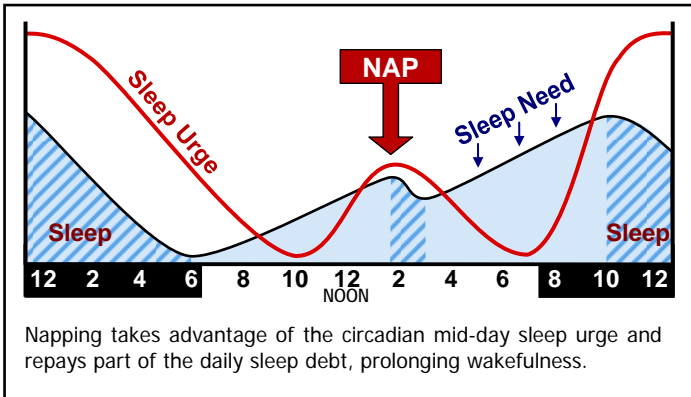 NAP
Sleep Urge
Sleep Need
Sleep
Sleep
12 2 4 6 8 10 12 2 4 6 8 10 12
NOON
Napping takes advantage of the circadian mid-day sleep urge and
repays part of the daily sleep debt, prolonging wakefulness.